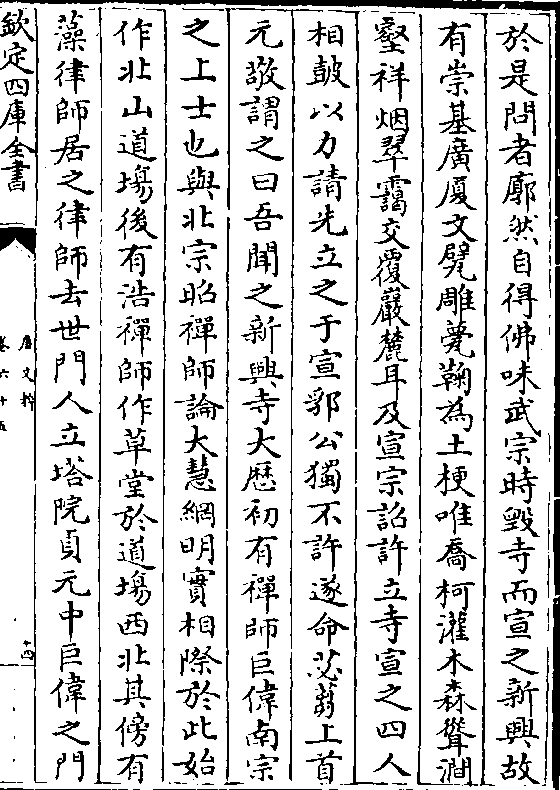 於是問者廓然自得佛味武宗時毀寺而宣之新興故
有崇基廣厦文甓雕甍鞠為土梗唯喬柯灌木森聳澗
壑祥烟翠靄交覆巖麓耳及宣宗詔許立寺宣之四人
相鼓以力請先立之于宣郛公獨不許遂命苾蒭上首
元敬謂之曰吾聞之新興寺大厯初有禪師巨偉南宗
之上士也與北宗昭禪師論大慧網明實相際於此始
作北山道場後有浩禪師作草堂於道場西北其傍有
藻律師居之律師去世門人立塔院貞元中巨偉之門
欽定四庫全書
唐文粹
卷六十五
十四